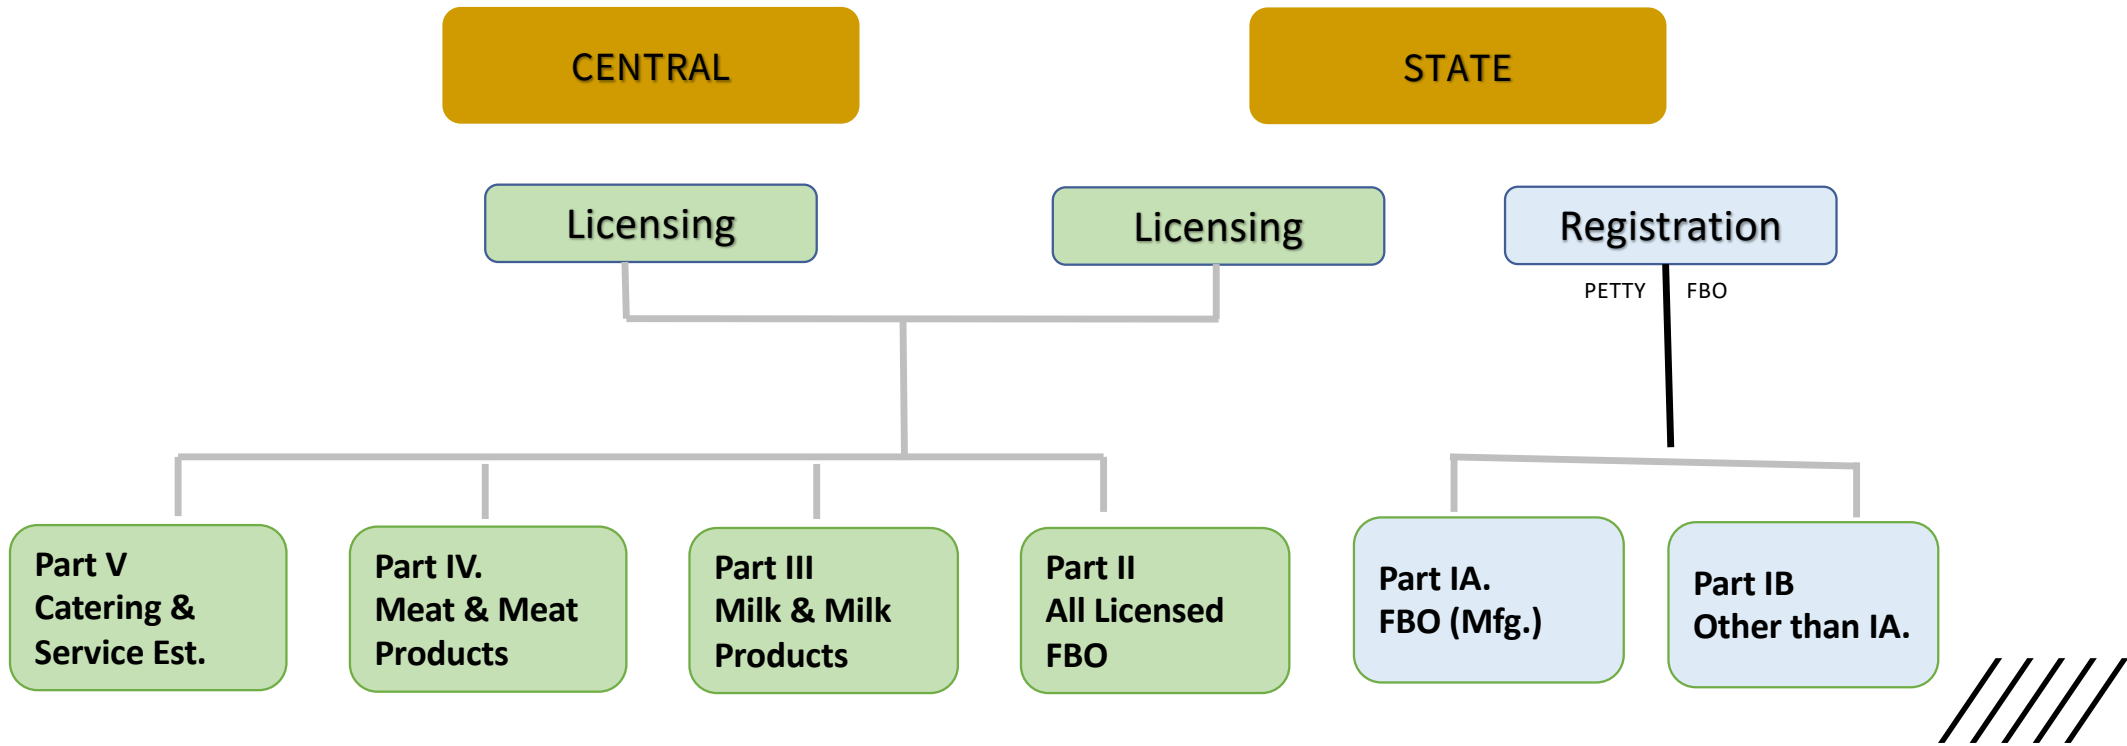 CENTRAL
STATE
Licensing
Licensing
Registration
PETTY FBO
Part V
Catering &
Service Est.
Part IV.
Meat & Meat
Products
Part III
Milk & Milk
Products
Part II
All Licensed
FBO
Part IA.
FBO (Mfg.)
Part IB
Other than IA.